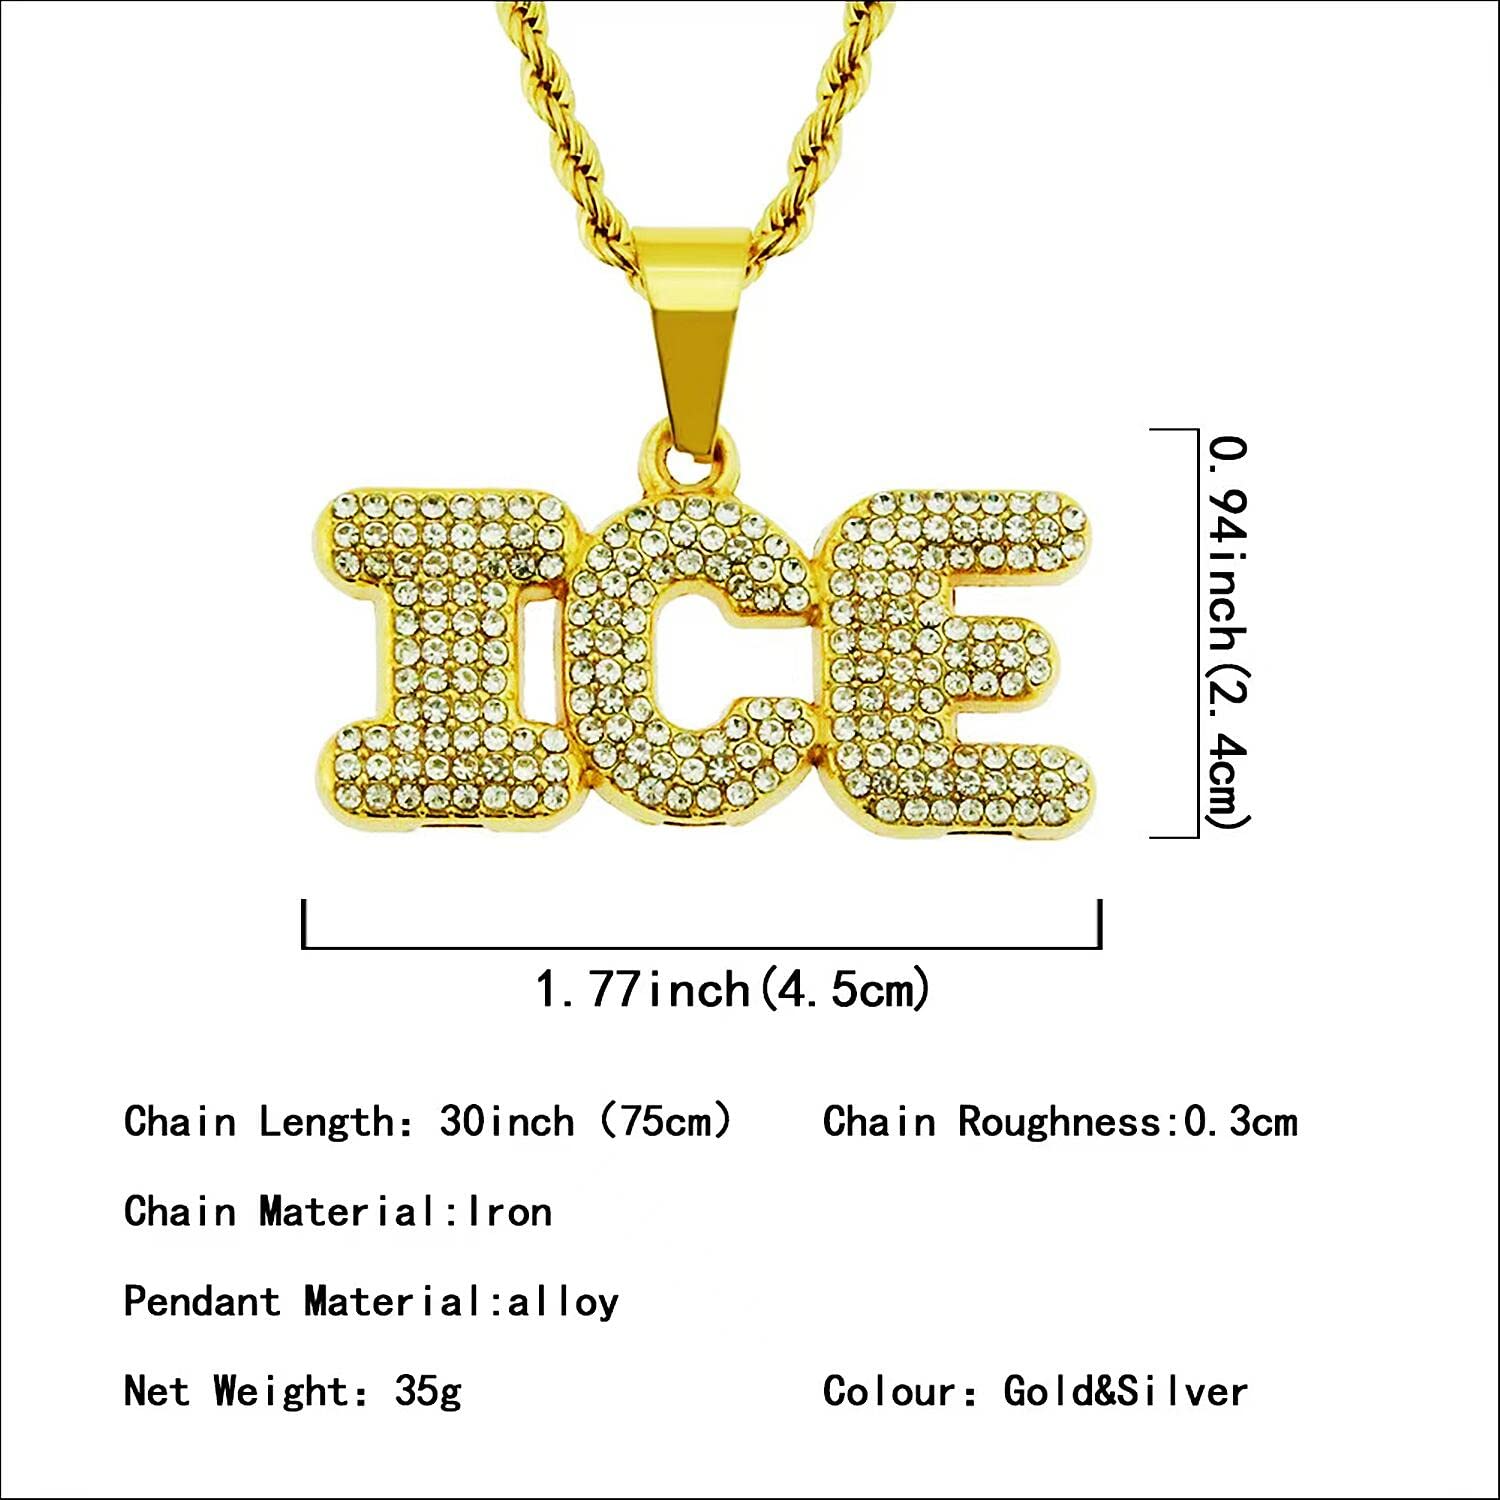 ICE
0.94inch(2.4cm)
1.77inch(4.5cm)
Chain Length：30inch（75cm） Chain Roughness:0.3cm
Chain Material:Iron
Pendant Material:alloy
Net Weight：35g Colour：Gold&Silver